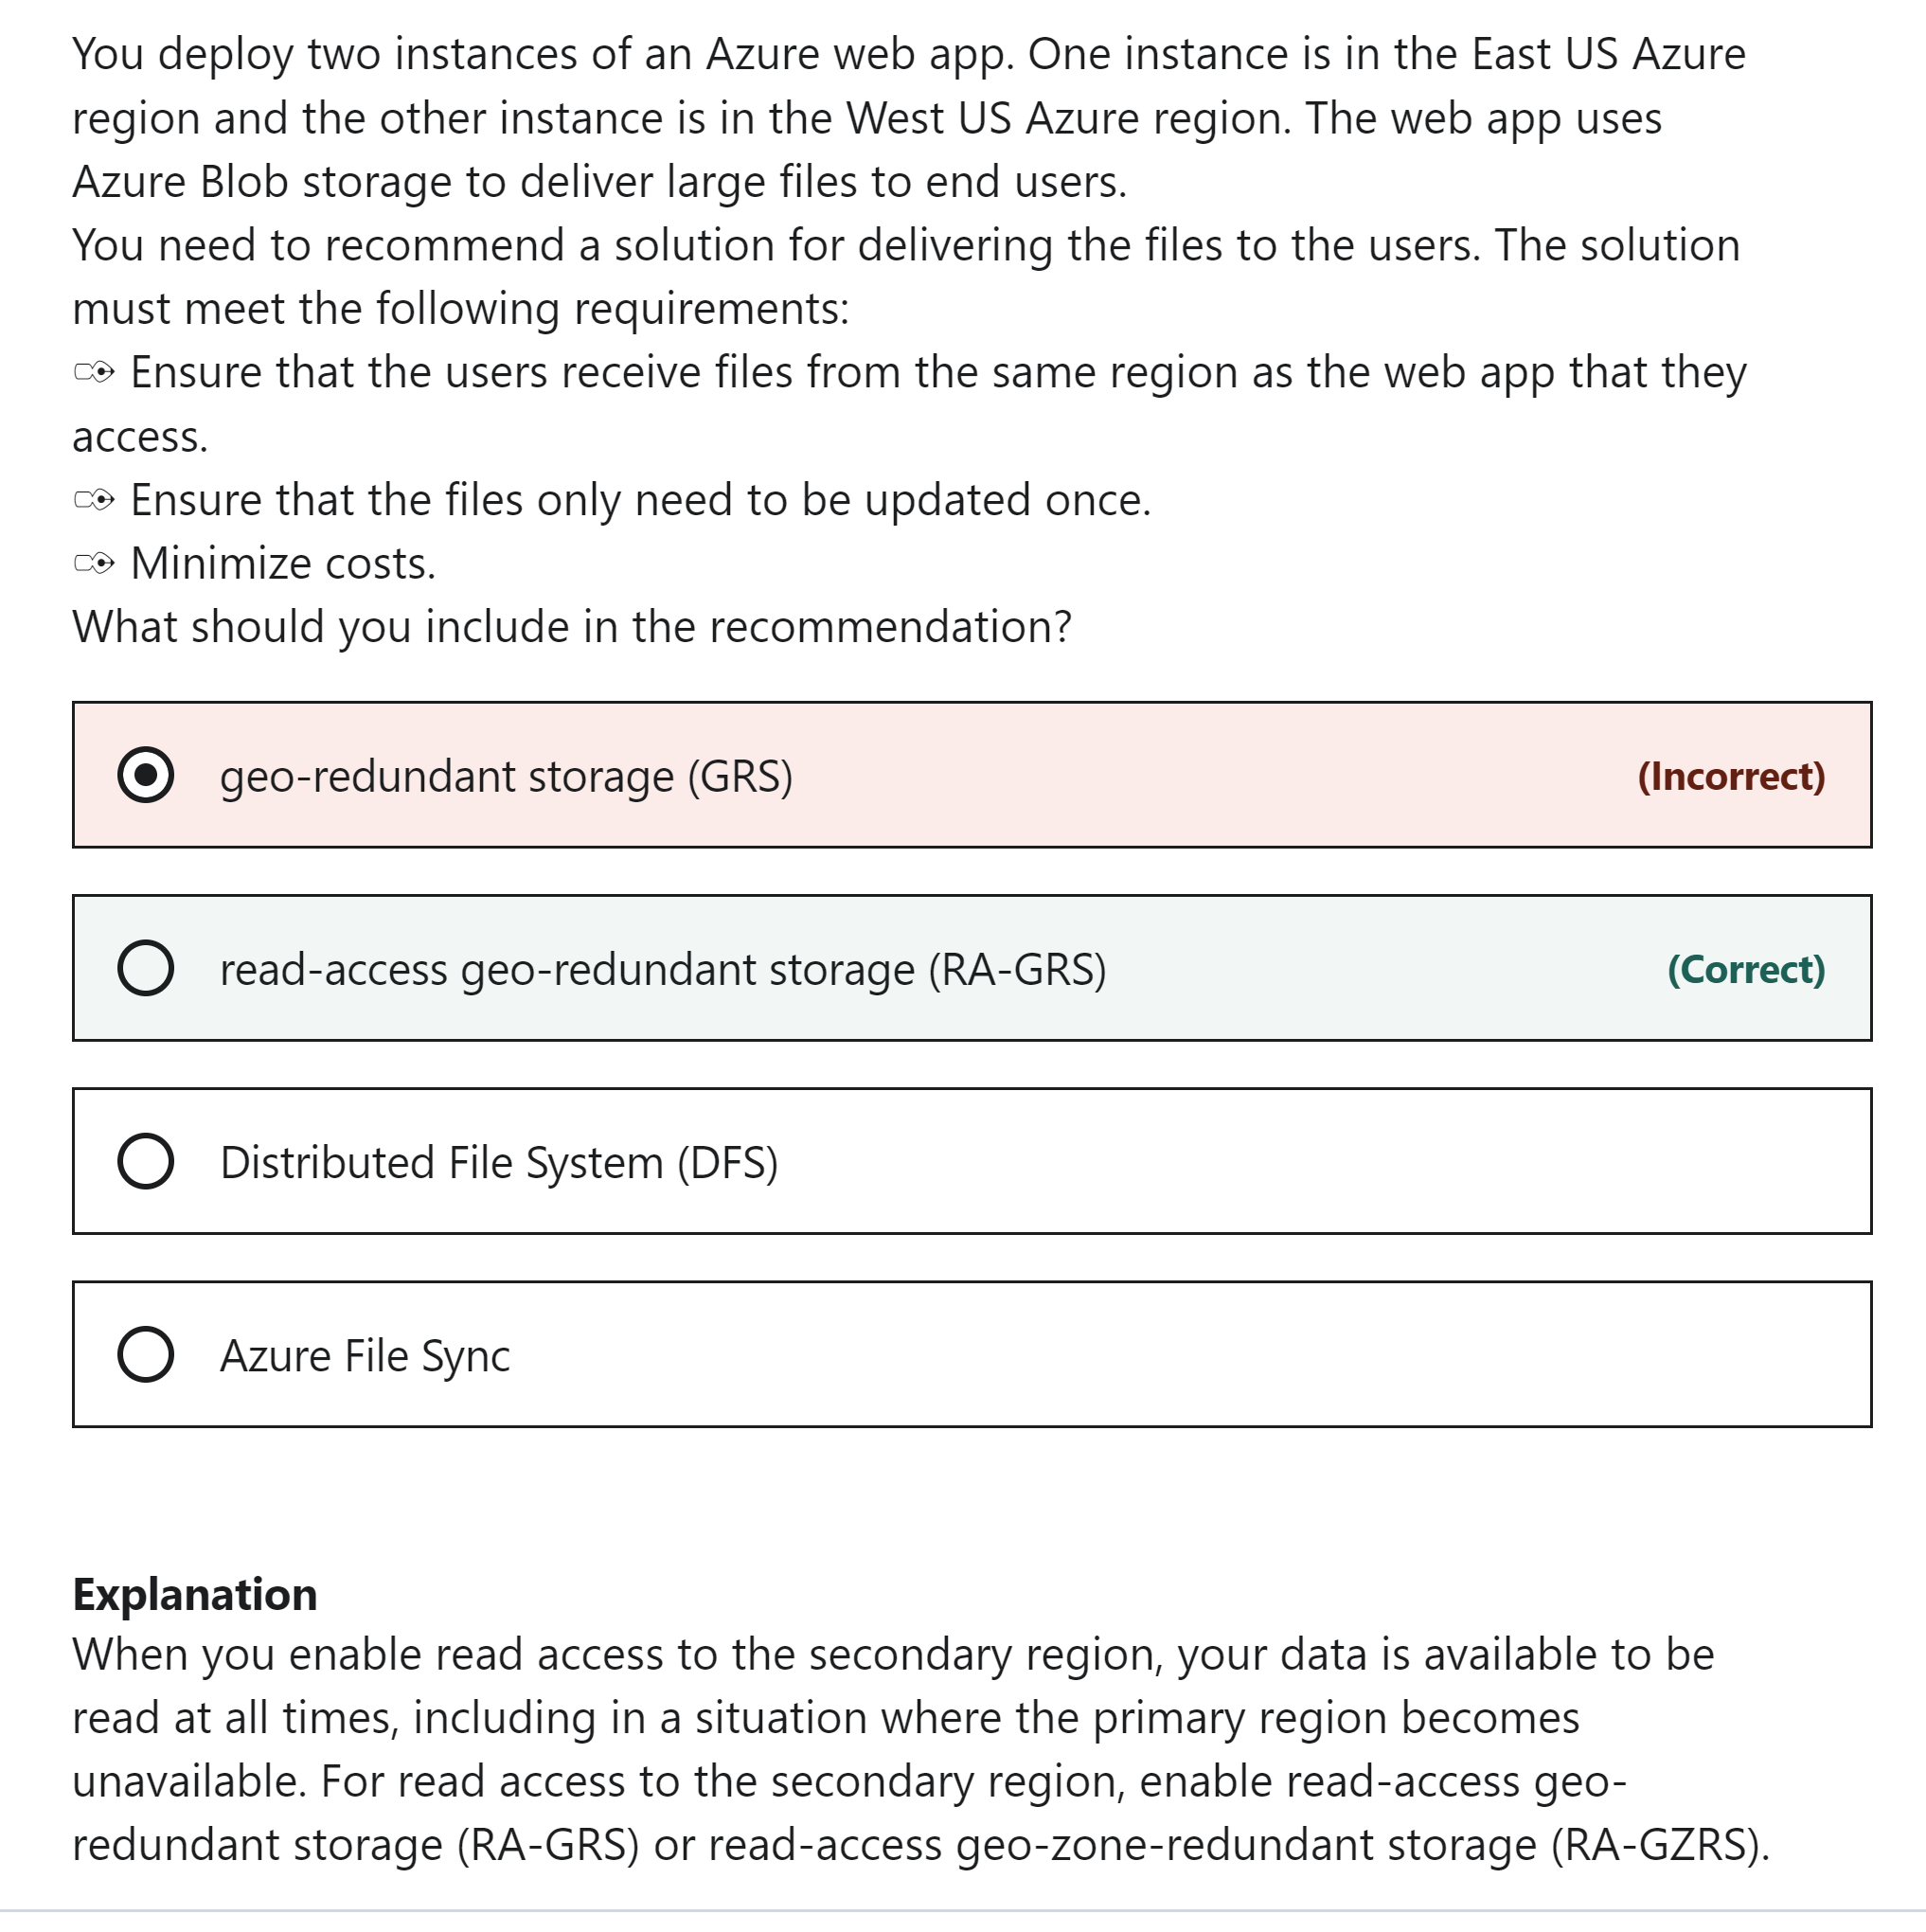 You deploy two instances of an Azure web app. One instance is in the East US Azure
region and the other instance is in the West US Azure region. The web app uses
Azure Blob storage to deliver large files to end users.
You need to recommend a solution for delivering the files to the users. The solution
must meet the following requirements:
✑ Ensure that the users receive files from the same region as the web app that they
access.
✑ Ensure that the files only need to be updated once.
✑ Minimize costs.
What should you include in the recommendation?
geo-redundant storage (GRS) (Incorrect)
read-access geo-redundant storage (RA-GRS) (Correct)
Distributed File System (DFS)
Azure File Sync
Explanation
When you enable read access to the secondary region, your data is available to be
read at all times, including in a situation where the primary region becomes
unavailable. For read access to the secondary region, enable read-access geo-
redundant storage (RA-GRS) or read-access geo-zone-redundant storage (RA-GZRS).